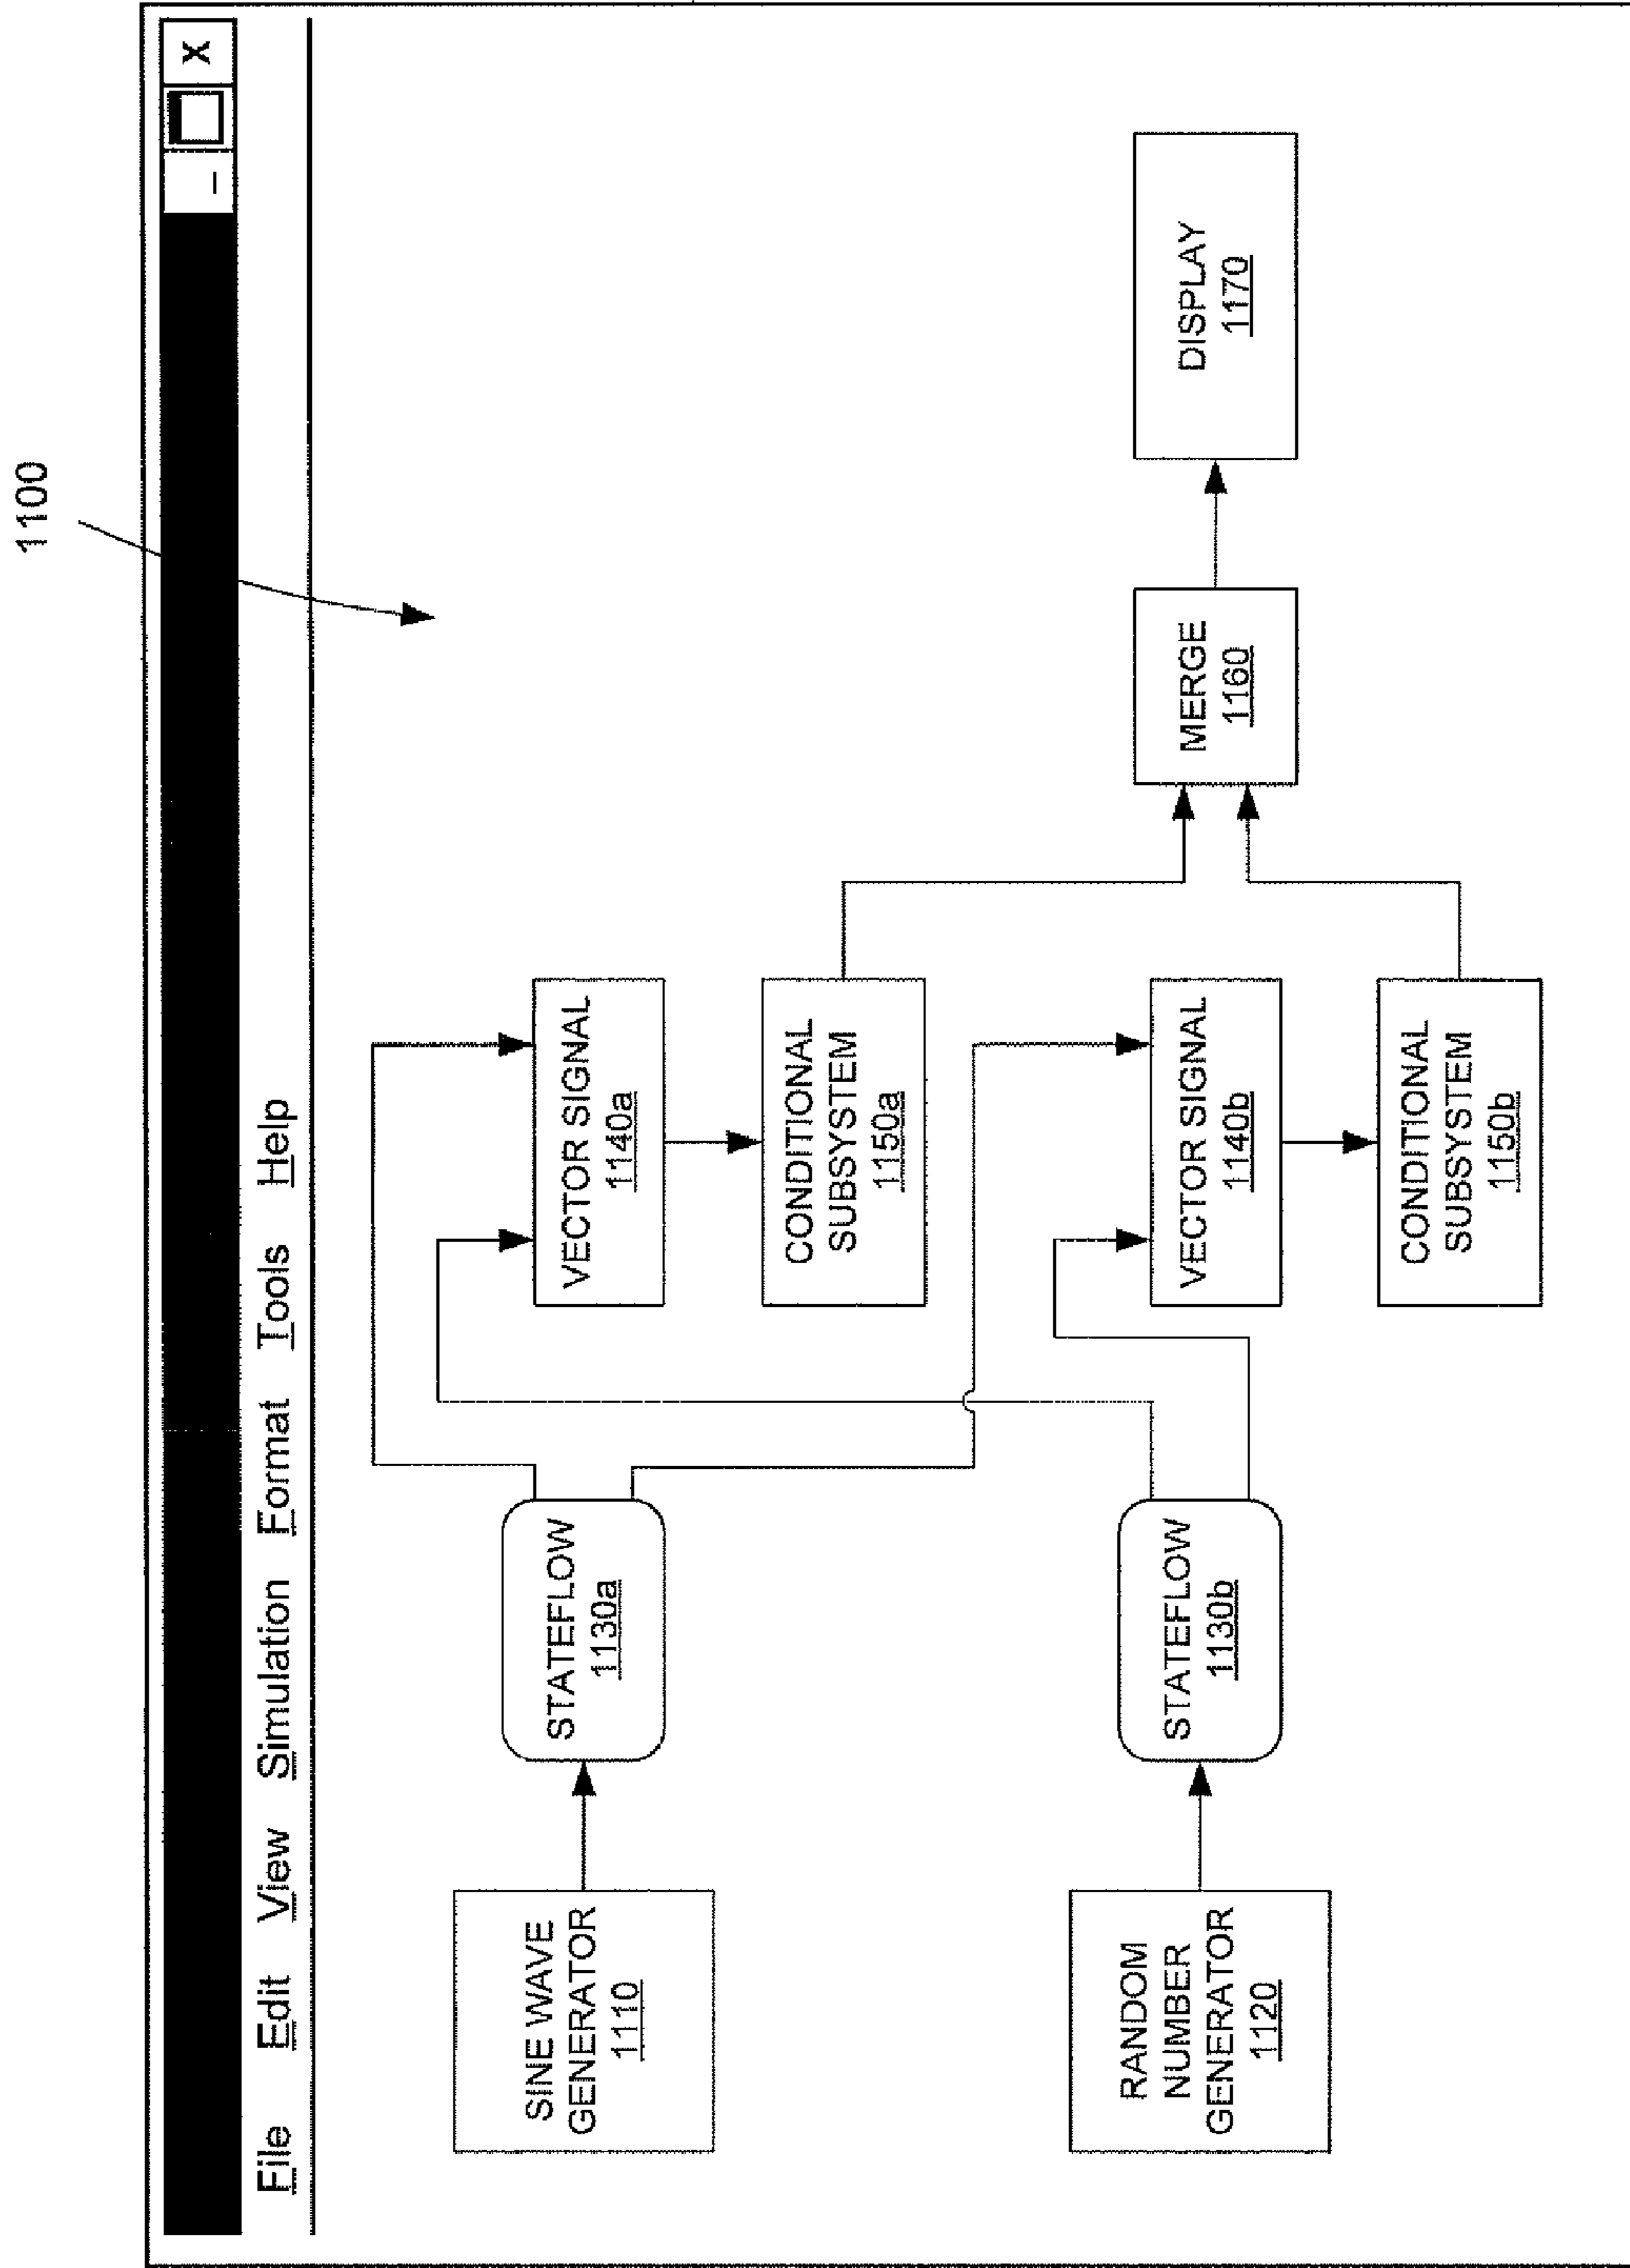 1100
–
X
File Edit View Simulation Format Tools Help
SINE WAVE
GENERATOR
1110
STATEFLOW
1130a
VECTOR SIGNAL
1140a
CONDITIONAL
SUBSYSTEM
1150a
RANDOM
NUMBER
GENERATOR
1120
STATEFLOW
1130b
VECTOR SIGNAL
1140b
CONDITIONAL
SUBSYSTEM
1150b
MERGE
1160
DISPLAY
1170